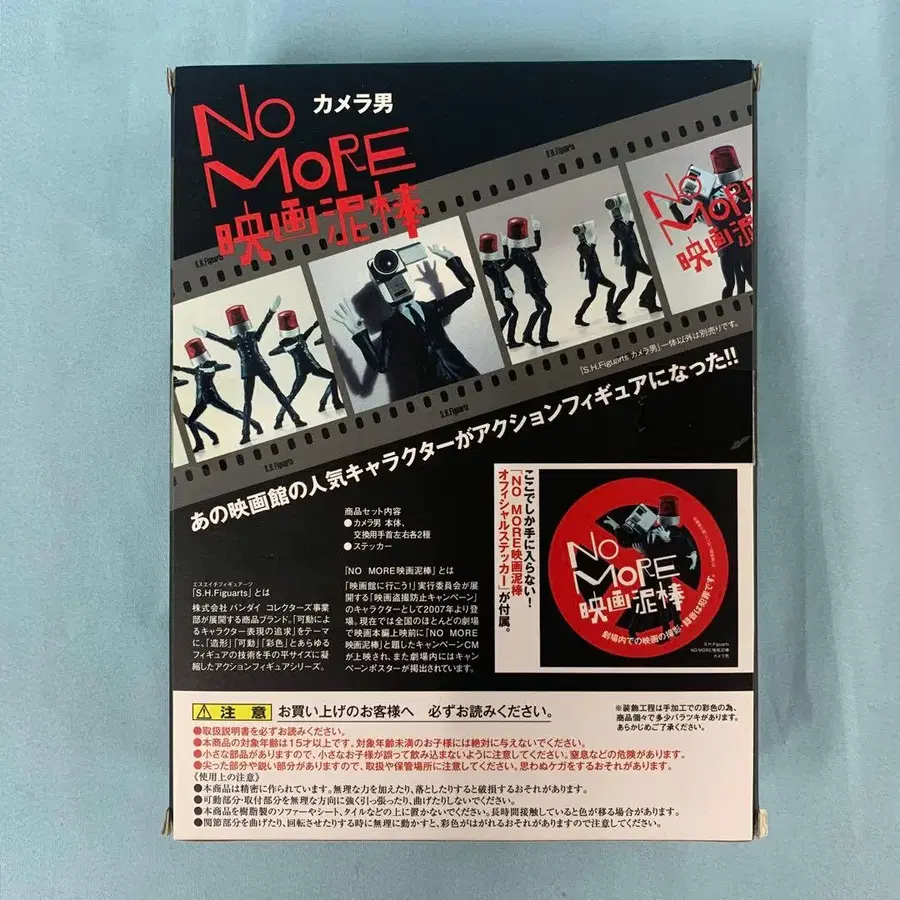 No
MORE
映画泥棒
カメラ男
S.H.Figuarts
S.H.Figuarts
No
MORE
映画泥
「S.H.Figuarts カメラ男」一体以外は別売りです。
S.H.Figuarts
S.H.Figuarts
あの映画館の人気キャラクターがアクションフィギュアになった!!
商品セット内容
●カメラ男 本体、
交換用手首左右各2種
●ステッカー
エスエイチフィギュアーツ
「S.H.Figuarts」とは
株式会社 バンダイ コレクターズ事業
部が展開する商品ブランド。「可動に
よるキャラクター表現の追求」をテーマ
に、「造形」「可動」「彩色」とあらゆる
フィギュアの技術を手の平サイズに凝
縮したアクションフィギュアシリーズ。
「NO MORE映画泥棒」とは
「映画館に行こう!」実行委員会が展
開する「映画盗撮防止キャンペーン」
のキャラクターとして2007年より登
場。現在では全国のほとんどの劇場
で映画本編上映前に「NO MORE
映画泥棒」と題したキャンペーンCM
が上映され、また劇場内にはキャン
ペーンポスターが掲出されています。
ここでしか手に入らない!
「NO MORE映画泥棒
オフィシャルステッカー」が付属。
No
MORE
映画泥棒
劇場内での映画の撮影・録音は犯罪です。
S.H.Figuarts
NO MORE映画泥棒
カメラ男
注意 お買い上げのお客様へ 必ずお読みください。
●取扱説明書を必ずお読みください。
●本商品の対象年齢は15才以上です。対象年齢未満のお子様には絶対に与えないでください。
●小さな部品がありますので、小さなお子様が誤って飲み込まないように注意してください。窒息などの危険があります。
●尖った部分や鋭い部分がありますので、取扱や保管場所に注意してください。思わぬケガをするおそれがあります。
《使用上の注意》
●本商品は精密に作られています。無理な力を加えたり、落としたりすると破損するおそれがあります。
●可動部分・取付部分を無理な方向に強く引っ張ったり、曲げたりしないでください。
●本商品を樹脂製のソファーやシート、タイルなどの上に置かないでください。長時間接触していると色が移る場合があります。
●関節部分を曲げたり、回転させたりする時に無理に動かすと、彩色がはがれるおそれがありますので注意してください。
※装飾工程は手加工での彩色の為、
商品個々で多少バラツキがあります。
あらかじめご了承ください。